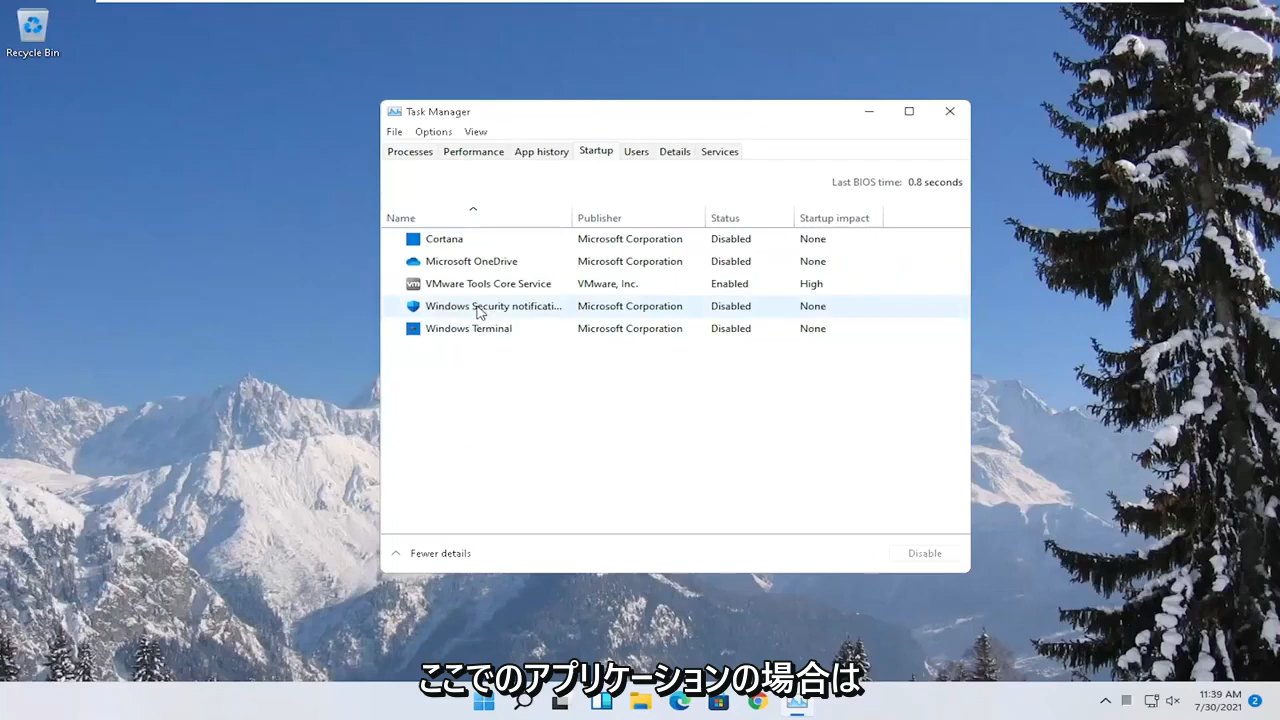 Recycle Bin
Task Manager
File Options View
Processes Performance App history Startup Users Details Services
Last BIOS time: 0.8 seconds
Name Publisher Status Startup impact
Cortana Microsoft Corporation Disabled None
Microsoft OneDrive Microsoft Corporation Disabled None
vm VMware Tools Core Service VMware, Inc. Enabled High
Windows Security notificati... Microsoft Corporation Disabled None
Windows Terminal Microsoft Corporation Disabled None
Fewer details Disable
ここでのアプリケーションの場合は
11:39 AM
7/30/2021 2